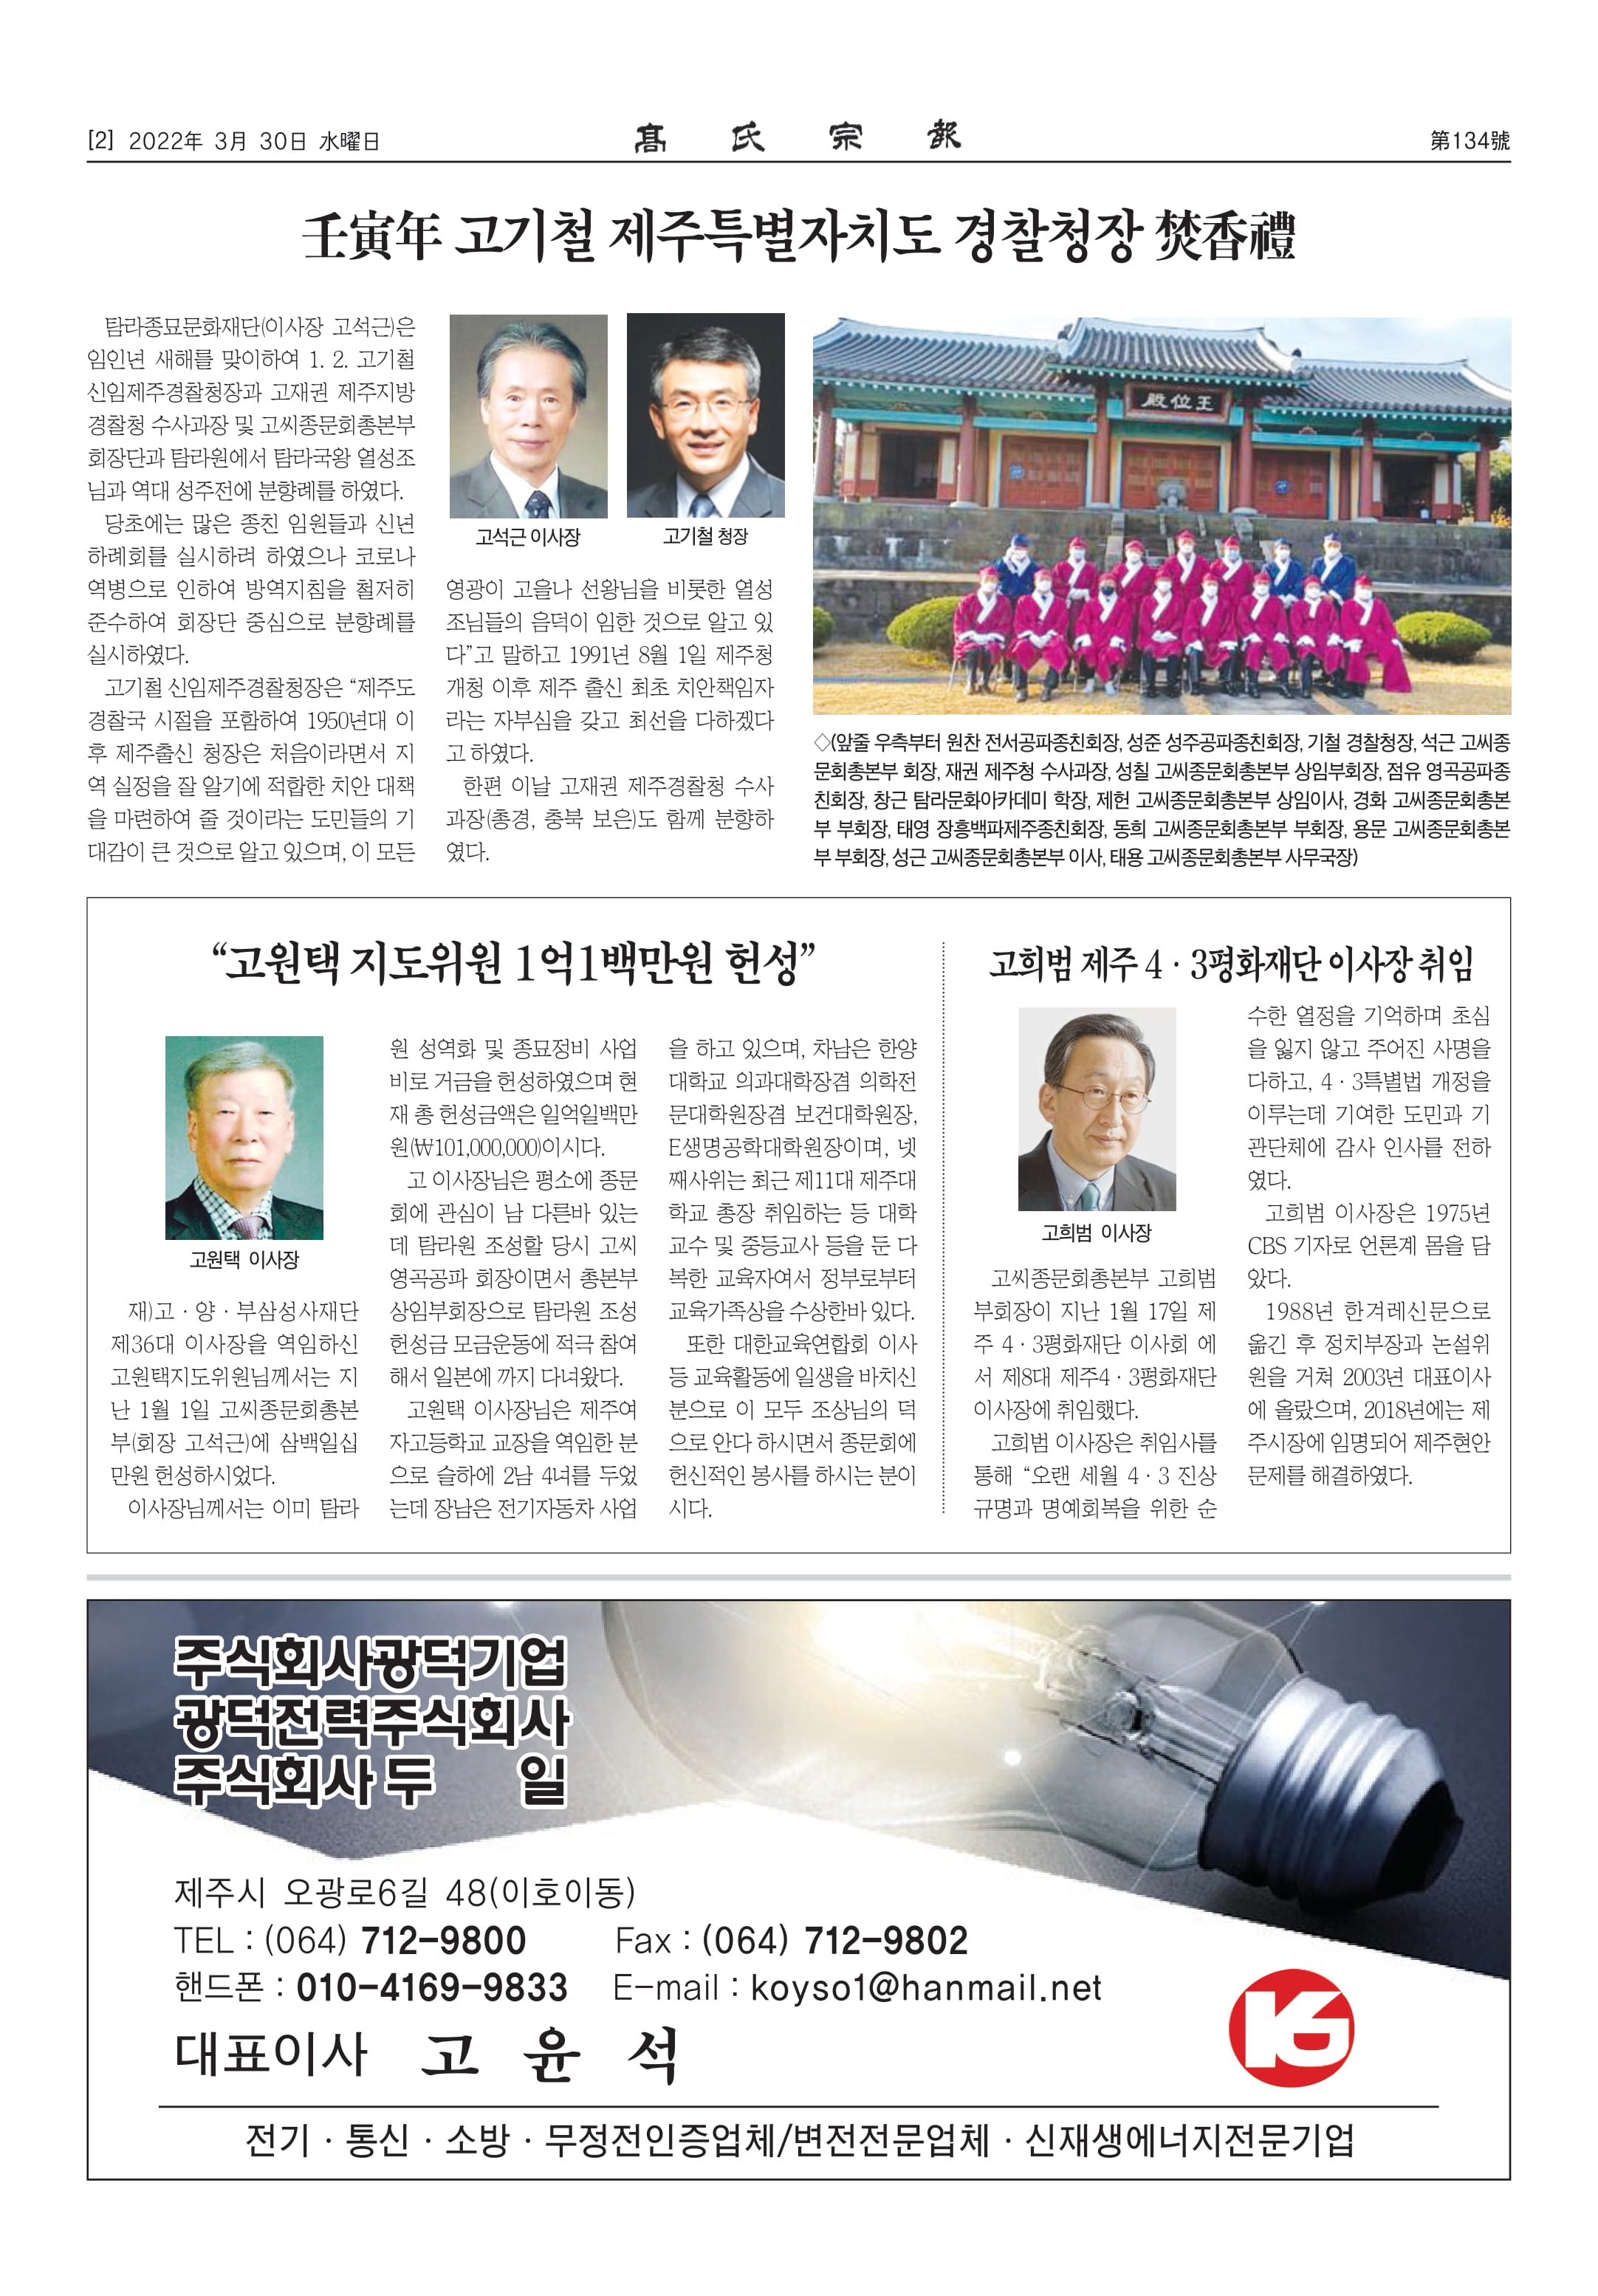 [2] 2022年 3月 30日 水曜日
髙氏宗報
第134號
壬寅年 고기철 제주특별자치도 경찰청장 焚香禮
탐라종묘문화재단(이사장 고석근)은
임인년 새해를 맞이하여 1. 2. 고기철
신임제주경찰청장과 고재권 제주지방
경찰청 수사과장 및 고씨종문회총본부
회장단과 탐라원에서 탐라국왕 열성조
님과 역대 성주전에 분향례를 하였다.
당초에는 많은 종친 임원들과 신년
하례회를 실시하려 하였으나 코로나
역병으로 인하여 방역지침을 철저히
준수하여 회장단 중심으로 분향례를
실시하였다.
고기철 신임제주경찰청장은 “제주도
경찰국 시절을 포함하여 1950년대 이
후 제주출신 청장은 처음이라면서 지
역 실정을 잘 알기에 적합한 치안 대책
을 마련하여 줄 것이라는 도민들의 기
대감이 큰 것으로 알고 있으며, 이 모든
고석근 이사장
고기철 청장
영광이 고을나 선왕님을 비롯한 열성
조님들의 음덕이 임한 것으로 알고 있
다”고 말하고 1991년 8월 1일 제주청
개청 이후 제주 출신 최초 치안책임자
라는 자부심을 갖고 최선을 다하겠다
고 하였다.
한편 이날 고재권 제주경찰청 수사
과장(총경, 충북 보은)도 함께 분향하
였다.
殿位王
◇(앞줄 우측부터 원찬 전서공파종친회장, 성준 성주공파종친회장, 기철 경찰청장, 석근 고씨종
문회총본부 회장, 재권 제주청 수사과장, 성칠 고씨종문회총본부 상임부회장, 점유 영곡공파종
친회장, 창근 탐라문화아카데미 학장, 제헌 고씨종문회총본부 상임이사, 경화 고씨종문회총본
부 부회장, 태영 장흥백파제주종친회장, 동희 고씨종문회총본부 부회장, 용문 고씨종문회총본
부 부회장, 성근 고씨종문회총본부 이사, 태용 고씨종문회총본부 사무국장)
“고원택 지도위원 1억1백만원 헌성”
고원택 이사장
재)고 · 양 · 부삼성사재단
제36대 이사장을 역임하신
고원택지도위원님께서는 지
난 1월 1일 고씨종문회총본
부(회장 고석근)에 삼백일십
만원 헌성하시었다.
이사장님께서는 이미 탐라
원 성역화 및 종묘정비 사업
비로 거금을 헌성하였으며 현
재 총 헌성금액은 일억일백만
원(₩101,000,000)이시다.
고 이사장님은 평소에 종문
회에 관심이 남 다른바 있는
데 탐라원 조성할 당시 고씨
영곡공파 회장이면서 총본부
상임부회장으로 탐라원 조성
헌성금 모금운동에 적극 참여
해서 일본에 까지 다녀왔다.
고원택 이사장님은 제주여
자고등학교 교장을 역임한 분
으로 슬하에 2남 4녀를 두었
는데 장남은 전기자동차 사업
을 하고 있으며, 차남은 한양
대학교 의과대학장겸 의학전
문대학원장겸 보건대학원장,
E생명공학대학원장이며, 넷
째사위는 최근 제11대 제주대
학교 총장 취임하는 등 대학
교수 및 중등교사 등을 둔 다
복한 교육자여서 정부로부터
교육가족상을 수상한바 있다.
또한 대한교육연합회 이사
등 교육활동에 일생을 바치신
분으로 이 모두 조상님의 덕
으로 안다 하시면서 종문회에
헌신적인 봉사를 하시는 분이
시다.
고희범 제주 4 · 3평화재단 이사장 취임
고희범 이사장
고씨종문회총본부 고희범
부회장이 지난 1월 17일 제
주 4 · 3평화재단 이사회 에
서 제8대 제주4 · 3평화재단
이사장에 취임했다.
고희범 이사장은 취임사를
통해 “오랜 세월 4 · 3 진상
규명과 명예회복을 위한 순
수한 열정을 기억하며 초심
을 잃지 않고 주어진 사명을
다하고, 4 · 3특별법 개정을
이루는데 기여한 도민과 기
관단체에 감사 인사를 전하
였다.
고희범 이사장은 1975년
CBS 기자로 언론계 몸을 담
았다.
1988년 한겨레신문으로
옮긴 후 정치부장과 논설위
원을 거쳐 2003년 대표이사
에 올랐으며, 2018년에는 제
주시장에 임명되어 제주현안
문제를 해결하였다.
주식회사광덕기업
광덕전력주식회사
주식회사 두 일
제주시 오광로6길 48(이호이동)
TEL : (064) 712-9800 Fax : (064) 712-9802
핸드폰 : 010-4169-9833 E-mail : koyso1@hanmail.net
대표이사 고 윤 석
전기 · 통신 · 소방 · 무정전인증업체/변전전문업체 · 신재생에너지전문기업